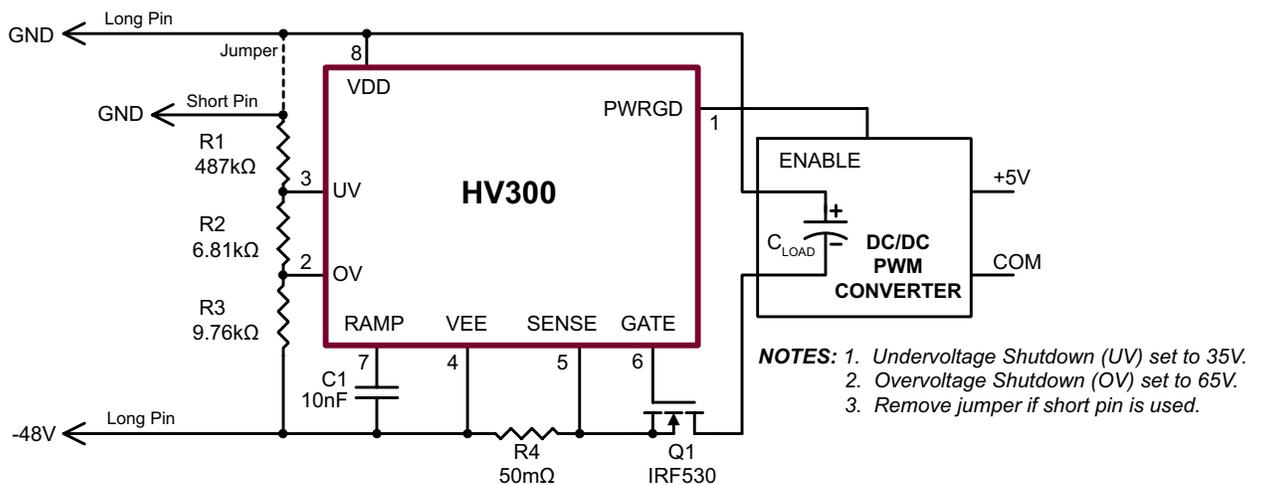 Long Pin
GND
Jumper
8
VDD
Short Pin
GND
PWRGD
1
R1
487kΩ
ENABLE
3
UV
HV300
+5V
+
R2
6.81kΩ
C LOAD
–
DC/DC
PWM
CONVERTER
2
OV
COM
R3
9.76kΩ
RAMP
VEE
SENSE
GATE
7
4
5
6
NOTES: 1. Undervoltage Shutdown (UV) set to 35V.
2. Overvoltage Shutdown (OV) set to 65V.
3. Remove jumper if short pin is used.
C1
10nF
Long Pin
-48V
R4
50mΩ
Q1
IRF530